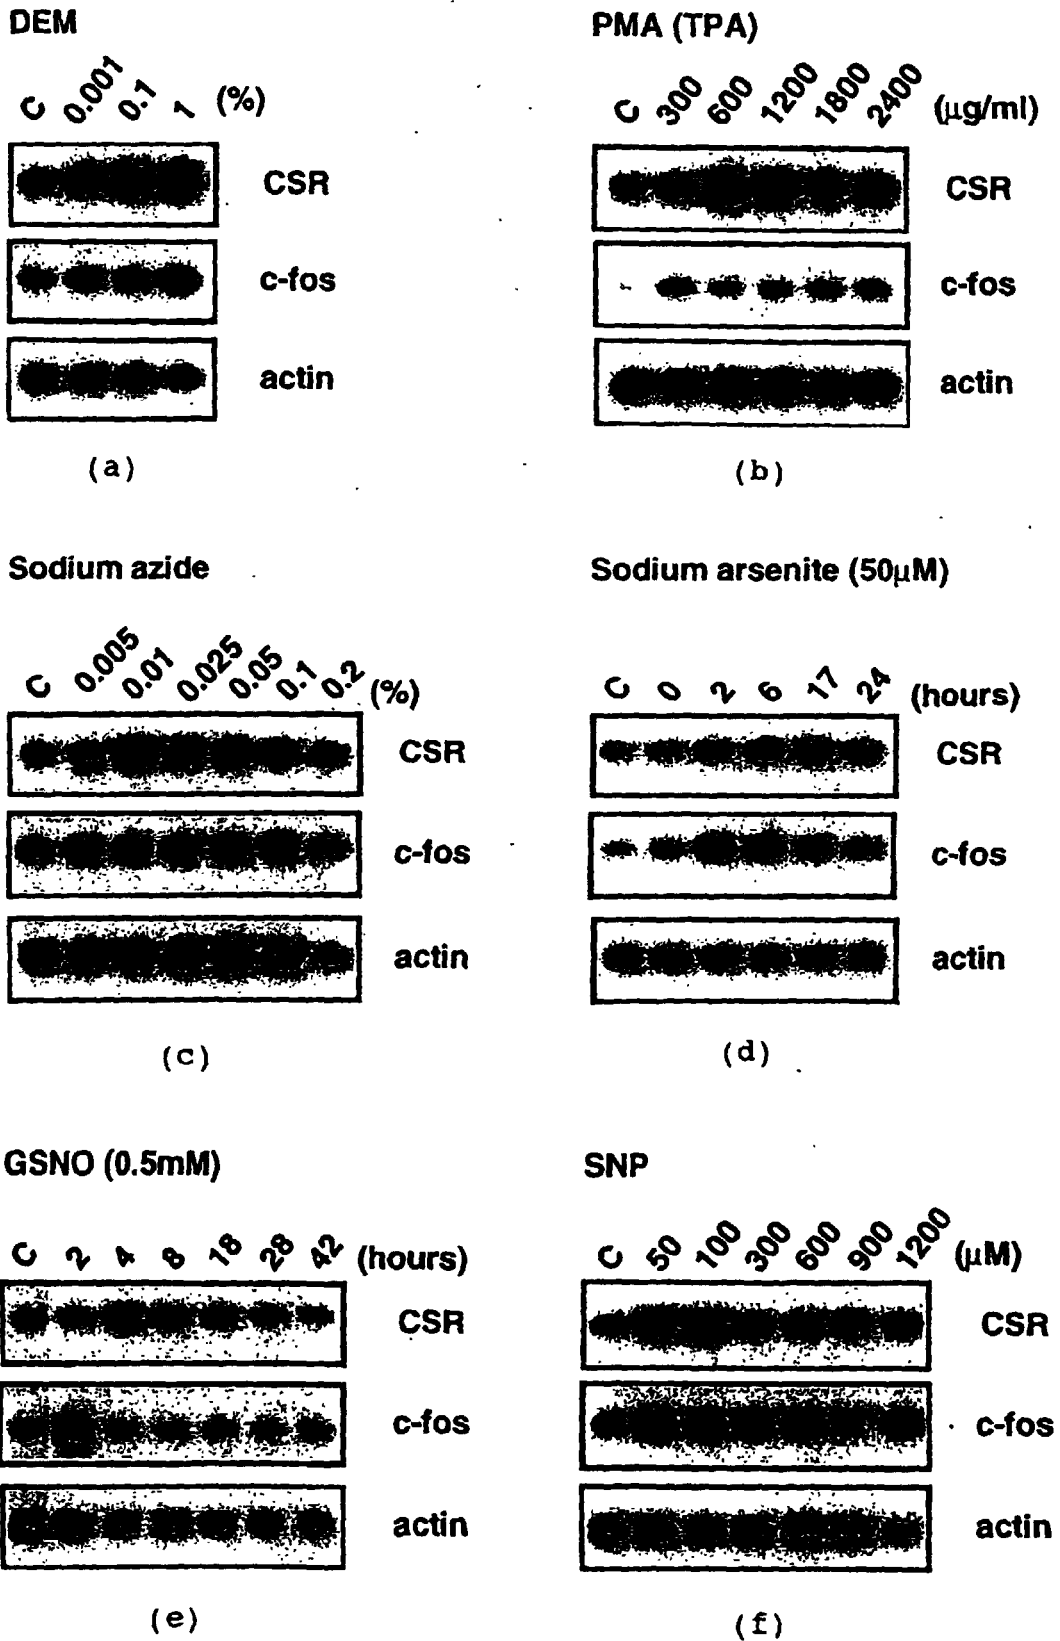 DEM
C 0.001 0.1 1 (%)
CSR
c-fos
actin
(a)
PMA (TPA)
C 300 600 1200 1800 2400 (μg/ml)
CSR
c-fos
actin
(b)
Sodium azide
C 0.005 0.01 0.025 0.05 0.1 0.2 (%)
CSR
c-fos
actin
(c)
Sodium arsenite (50μM)
C 0 2 6 17 24 (hours)
CSR
c-fos
actin
(d)
GSNO (0.5mM)
C 2 4 8 18 28 42 (hours)
CSR
c-fos
actin
(e)
SNP
C 50 100 300 600 900 1200 (μM)
CSR
c-fos
actin
(f)